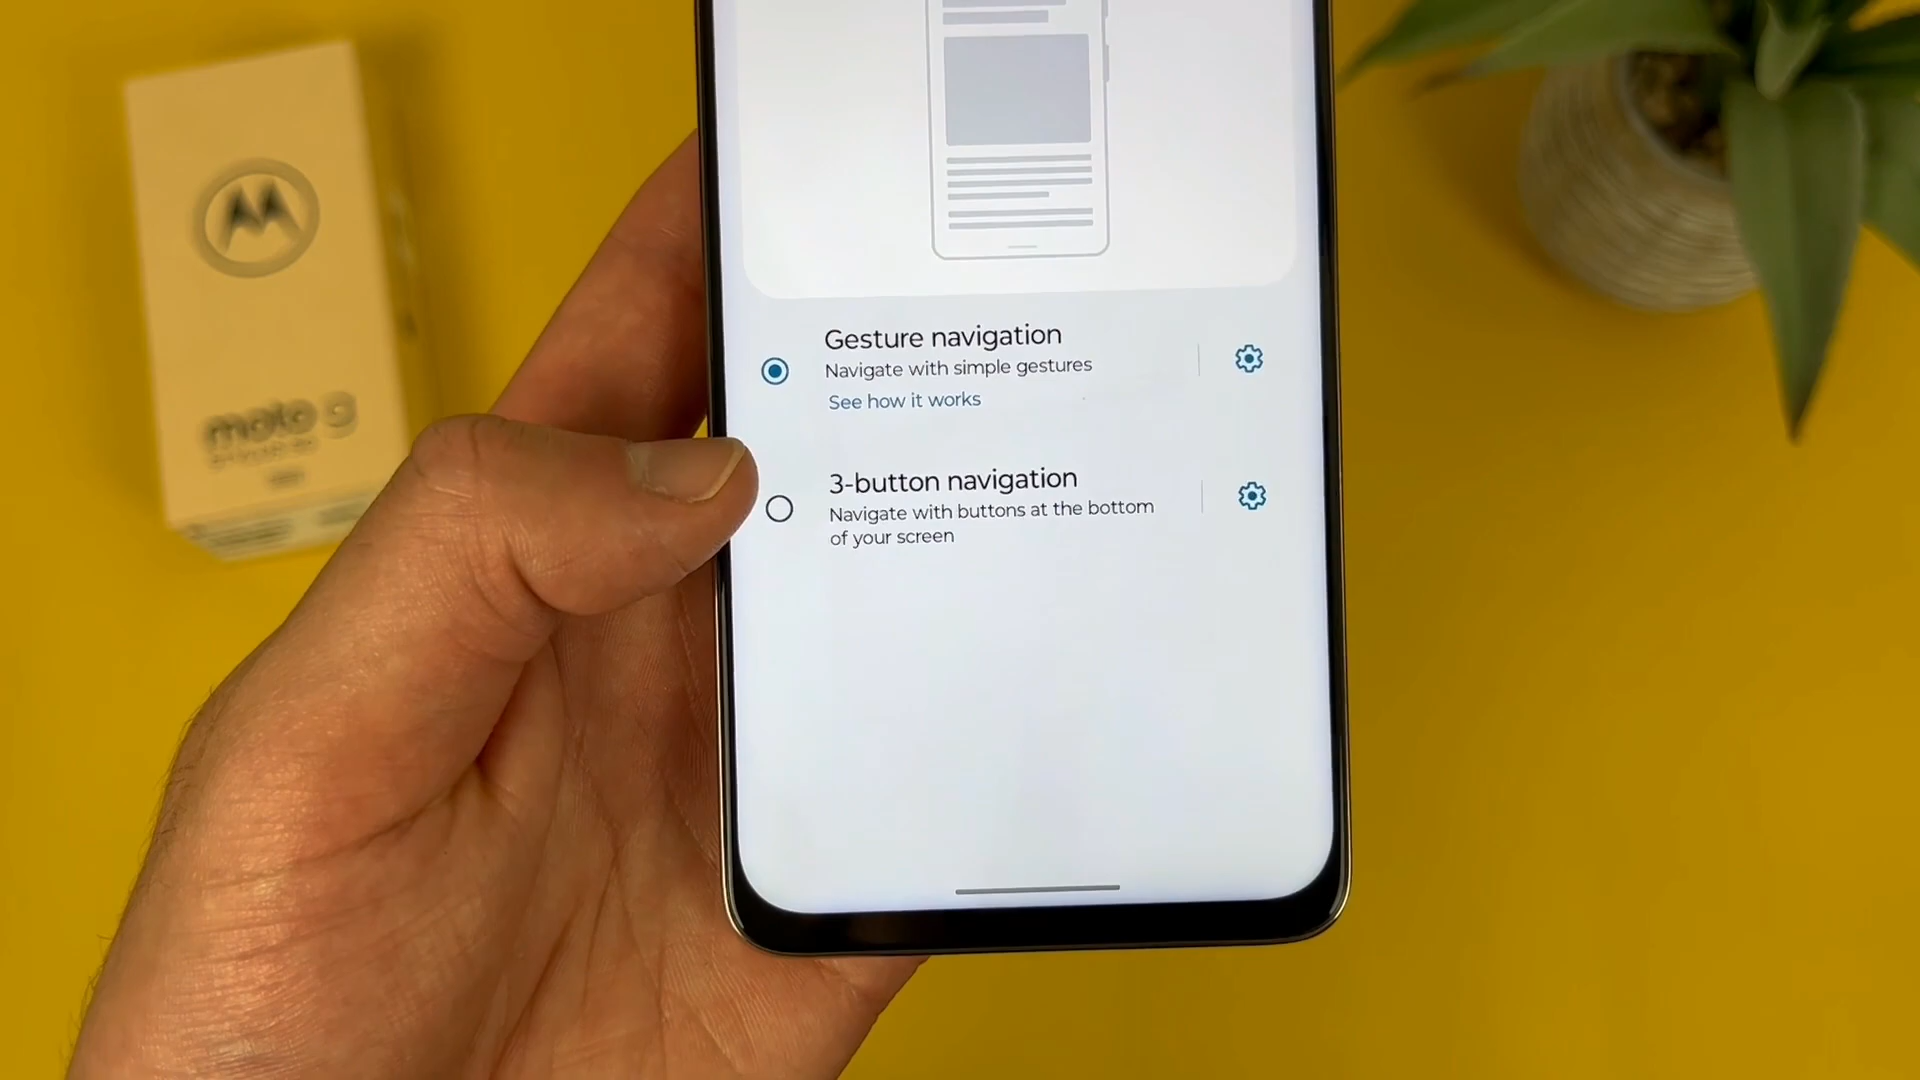 moto g
Gesture navigation
Navigate with simple gestures
See how it works
3-button navigation
Navigate with buttons at the bottom
of your screen